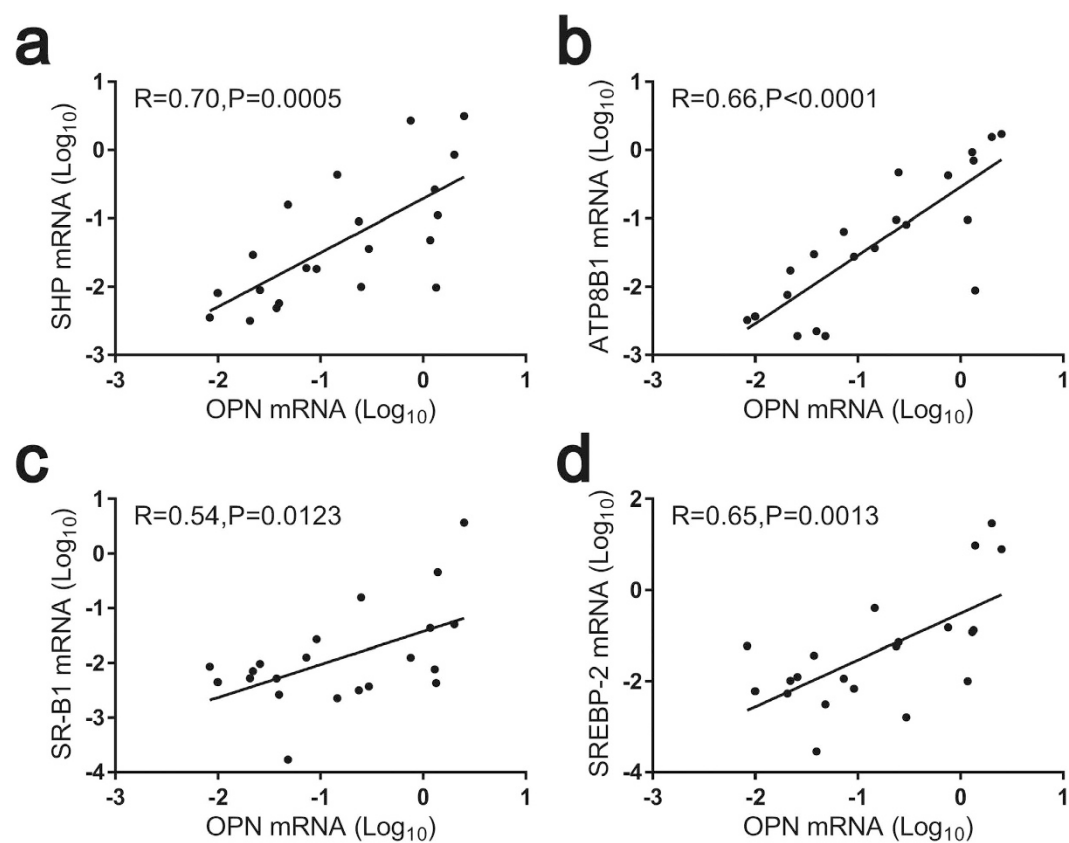 a
R=0.70,P=0.0005
SHP mRNA (Log10)
1
0
-1
-2
-3
-3 -2 -1 0 1
OPN mRNA (Log10)
b
R=0.66,P<0.0001
ATP8B1 mRNA (Log10)
1
0
-1
-2
-3
-3 -2 -1 0 1
OPN mRNA (Log10)
c
R=0.54,P=0.0123
SR-B1 mRNA (Log10)
1
0
-1
-2
-3
-4
-3 -2 -1 0 1
OPN mRNA (Log10)
d
R=0.65,P=0.0013
SREBP-2 mRNA (Log10)
2
0
-2
-4
-3 -2 -1 0 1
OPN mRNA (Log10)